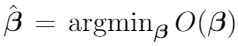 𝜷̂ = argmin_𝜷 O(𝜷)